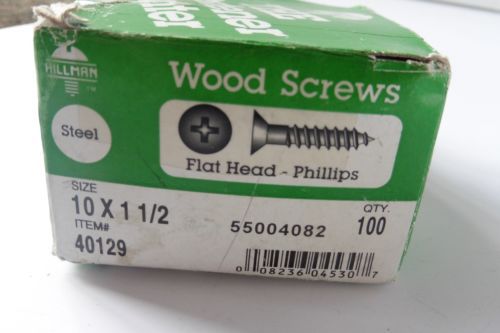 HILLMAN
TM
Wood Screws
Steel
Flat Head - Phillips
SIZE
10 X 1 1/2
ITEM#
40129
55004082
QTY.
100
0 08236 04530 7